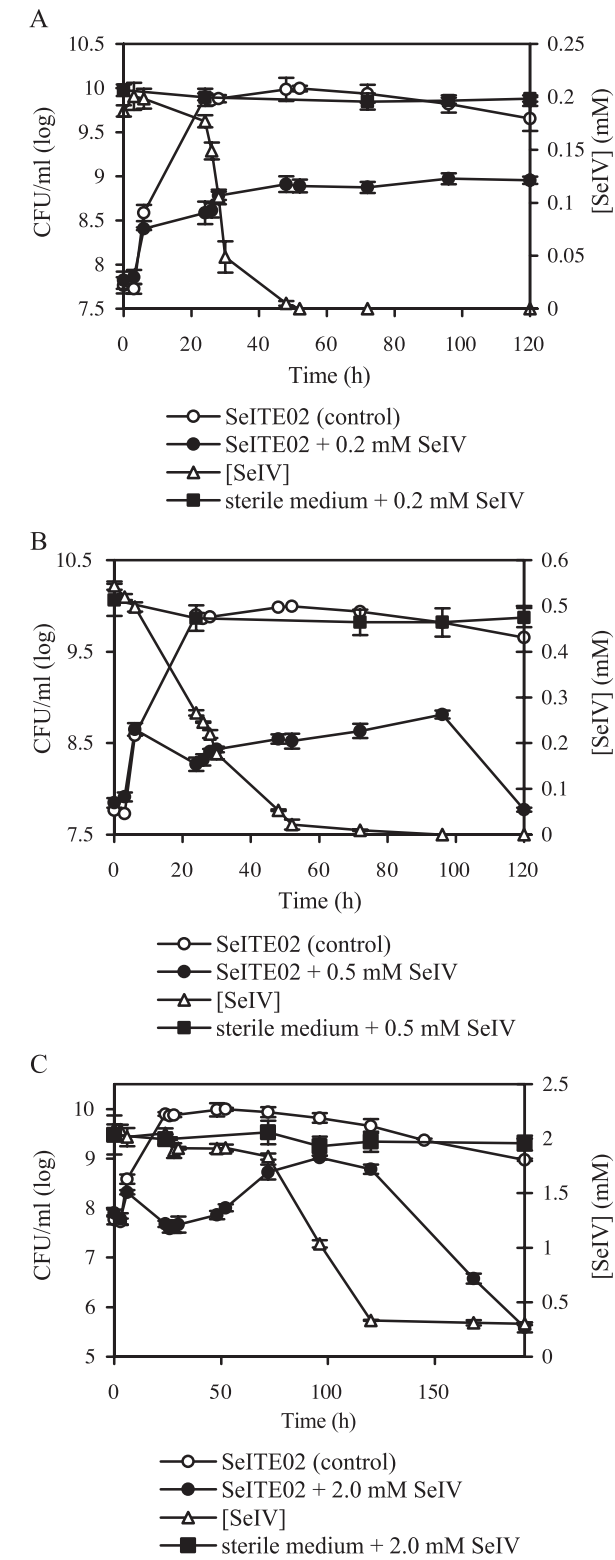 A
10.5
10
9.5
9
8.5
8
7.5
CFU/ml (log)
0.25
0.2
0.15
0.1
0.05
0
[SeIV] (mM)
0 20 40 60 80 100 120
Time (h)
SeITE02 (control)
SeITE02 + 0.2 mM SeIV
[SeIV]
sterile medium + 0.2 mM SeIV
B
10.5
9.5
8.5
7.5
CFU/ml (log)
0.6
0.5
0.4
0.3
0.2
0.1
0
[SeIV] (mM)
0 20 40 60 80 100 120
Time (h)
SeITE02 (control)
SeITE02 + 0.5 mM SeIV
[SeIV]
sterile medium + 0.5 mM SeIV
C
10
9
8
7
6
5
CFU/ml (log)
2.5
2
1.5
1
0.5
0
[SeIV] (mM)
0 50 100 150
Time (h)
SeITE02 (control)
SeITE02 + 2.0 mM SeIV
[SeIV]
sterile medium + 2.0 mM SeIV